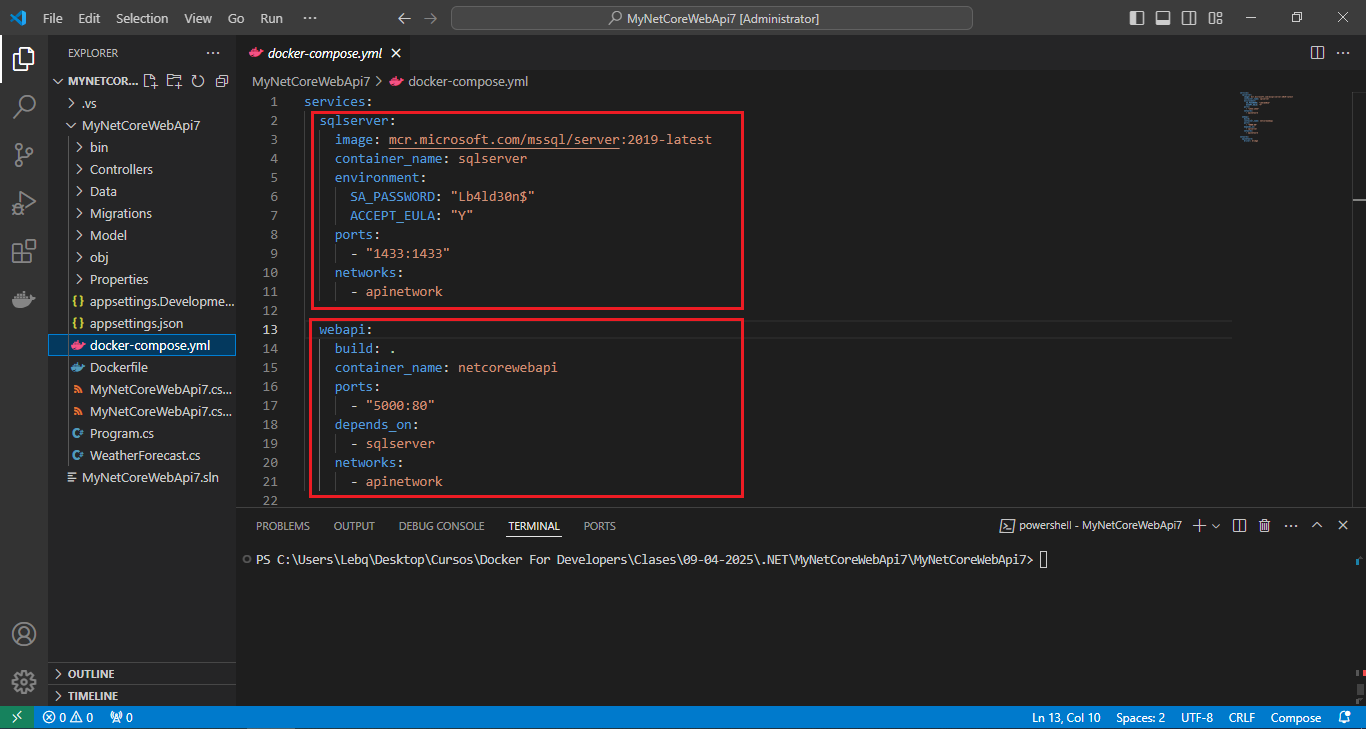 File Edit Selection View Go Run ···
MyNetCoreWebApi7 [Administrator]
EXPLORER ···
MYNETCOR...
.vs
MyNetCoreWebApi7
bin
Controllers
Data
Migrations
Model
obj
Properties
{} appsettings.Developme...
{} appsettings.json
docker-compose.yml
Dockerfile
MyNetCoreWebApi7.cs...
MyNetCoreWebApi7.cs...
C# Program.cs
C# WeatherForecast.cs
MyNetCoreWebApi7.sln
OUTLINE
TIMELINE
docker-compose.yml
MyNetCoreWebApi7 > docker-compose.yml
1 services:
2   sqlserver:
3     image: mcr.microsoft.com/mssql/server:2019-latest
4     container_name: sqlserver
5     environment:
6       SA_PASSWORD: "Lb4ld30n$"
7       ACCEPT_EULA: "Y"
8     ports:
9       - "1433:1433"
10     networks:
11       - apinetwork
12
13   webapi:
14     build: .
15     container_name: netcorewebapi
16     ports:
17       - "5000:80"
18     depends_on:
19       - sqlserver
20     networks:
21       - apinetwork
22
PROBLEMS OUTPUT DEBUG CONSOLE TERMINAL PORTS
powershell - MyNetCoreWebApi7
PS C:\Users\Lebq\Desktop\Cursos\Docker For Developers\Clases\09-04-2025\.NET\MyNetCoreWebApi7\MyNetCoreWebApi7>
0 0 0
Ln 13, Col 10 Spaces: 2 UTF-8 CRLF Compose